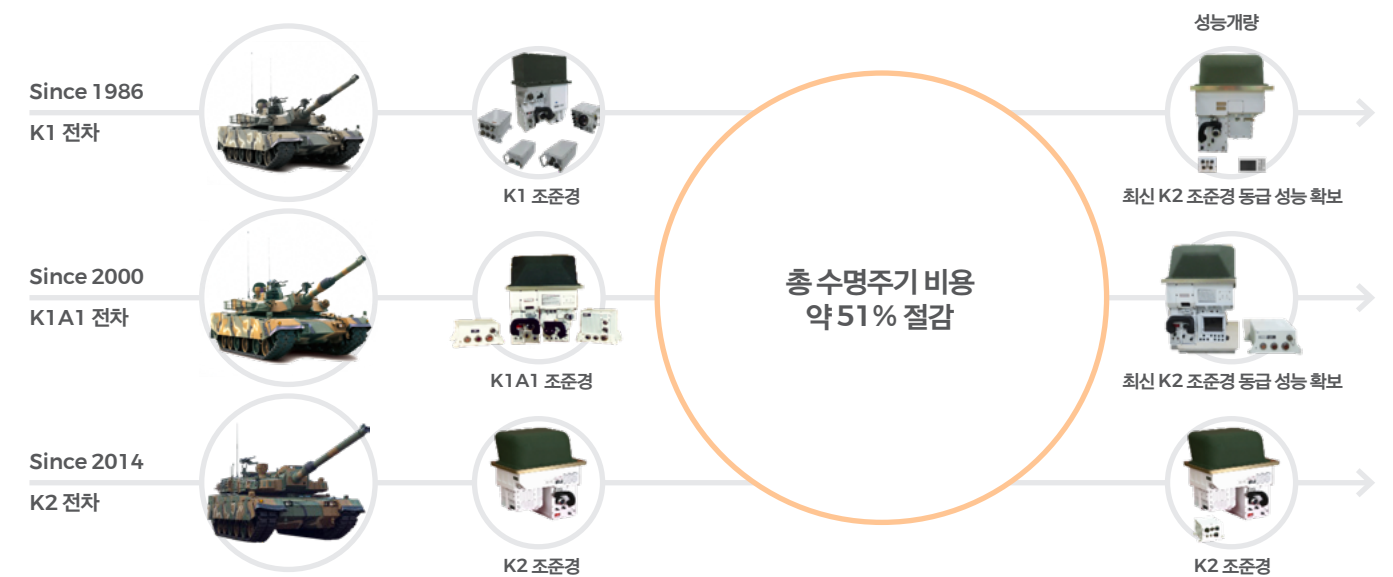 성능개량
Since 1986
K1 전차
K1 조준경
최신 K2 조준경 동급 성능 확보
Since 2000
K1A1 전차
K1A1 조준경
총 수명주기 비용
약 51% 절감
최신 K2 조준경 동급 성능 확보
Since 2014
K2 전차
K2 조준경
K2 조준경